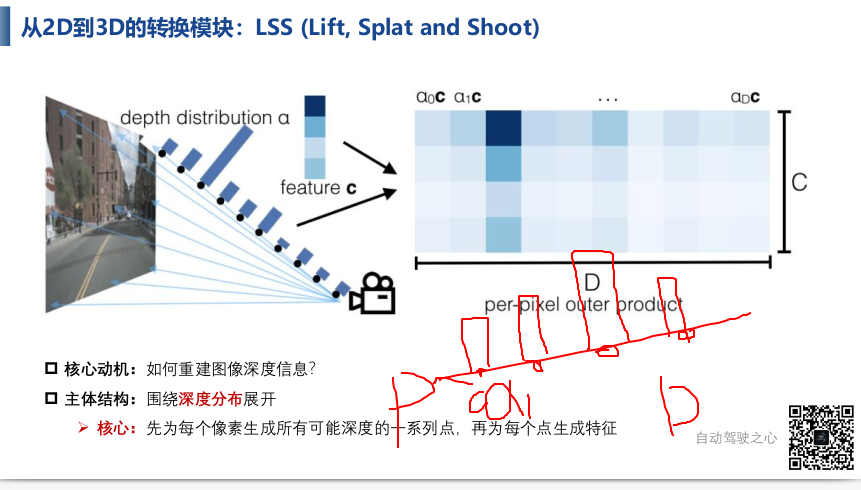 从2D到3D的转换模块：LSS (Lift, Splat and Shoot)
depth distribution α
feature c
α₀c α₁c ... α_Dc
C
D
per-pixel outer product
核心动机：如何重建图像深度信息？
主体结构：围绕深度分布展开
核心：先为每个像素生成所有可能深度的一系列点，再为每个点生成特征
P
D
自动驾驶之心